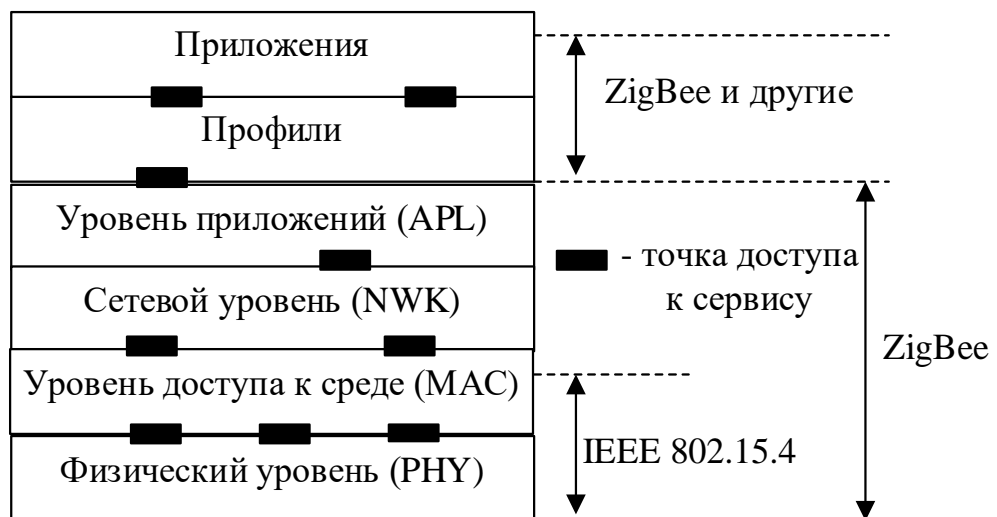 Приложения
ZigBee и другие
Профили
Уровень приложений (APL)
- точка доступа
к сервису
Сетевой уровень (NWK)
ZigBee
Уровень доступа к среде (MAC)
IEEE 802.15.4
Физический уровень (PHY)